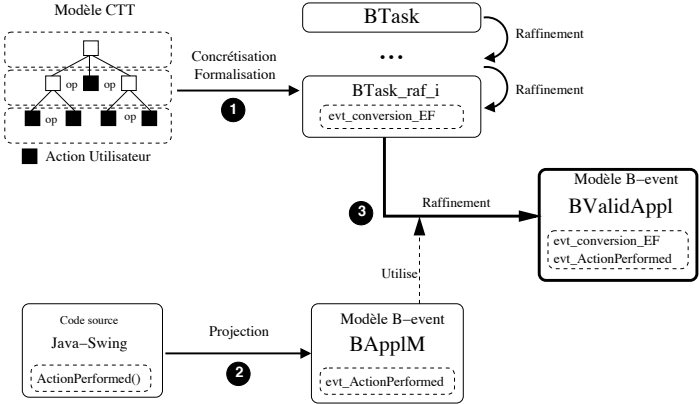 Modèle CTT
op
op
op
op
Action Utilisateur
Concrétisation
Formalisation
1
BTask
...
BTask_raf_i
evt_conversion_EF
Raffinement
Raffinement
3
Raffinement
Modèle B-event
BValidAppl
evt_conversion_EF
evt_ActionPerformed
Utilise
Code source
Java-Swing
ActionPerformed()
Projection
2
Modèle B-event
BApplM
evt_ActionPerformed